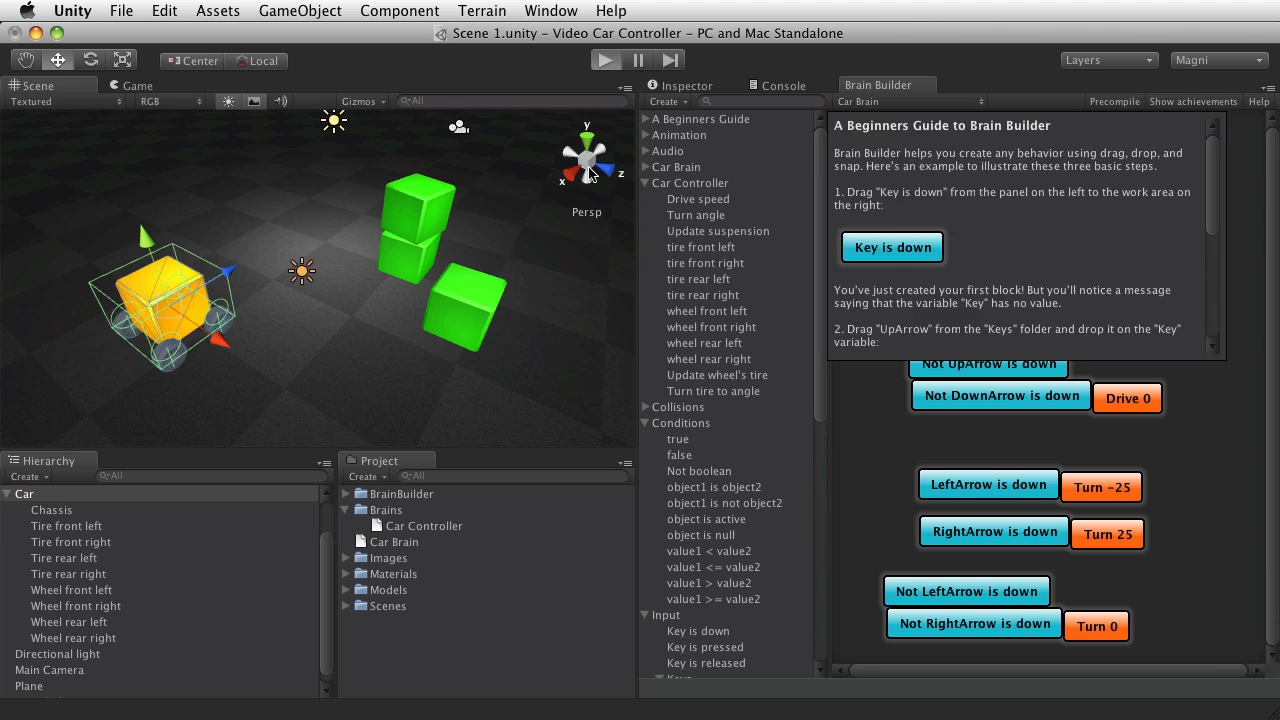 Unity File Edit Assets GameObject Component Terrain Window Help
Scene 1.unity – Video Car Controller – PC and Mac Standalone
Center Local Layers Magni
Scene Game
Textured RGB Gizmos All
y
x z
Persp
Hierarchy
Create All
Car
Chassis
Tire front left
Tire front right
Tire rear left
Tire rear right
Wheel front left
Wheel front right
Wheel rear left
Wheel rear right
Directional light
Main Camera
Plane
Project
Create All
BrainBuilder
Brains
Car Controller
Car Brain
Images
Materials
Models
Scenes
Inspector Console
Create
A Beginners Guide
Animation
Audio
Car Brain
Car Controller
Drive speed
Turn angle
Update suspension
tire front left
tire front right
tire rear left
tire rear right
wheel front left
wheel front right
wheel rear left
wheel rear right
Update wheel's tire
Turn tire to angle
Collisions
Conditions
true
false
Not boolean
object1 is object2
object1 is not object2
object is active
object is null
value1 < value2
value1 <= value2
value1 > value2
value1 >= value2
Input
Key is down
Key is pressed
Key is released
Brain Builder
Car Brain Precompile Show achievements Help
A Beginners Guide to Brain Builder
Brain Builder helps you create any behavior using drag, drop, and
snap. Here's an example to illustrate these three basic steps.
1. Drag "Key is down" from the panel on the left to the work area on
the right:
Key is down
You've just created your first block! But you'll notice a message
saying that the variable "Key" has no value.
2. Drag "UpArrow" from the "Keys" folder and drop it on the "Key"
variable:
Not UpArrow is down
Not DownArrow is down Drive 0
LeftArrow is down Turn -25
RightArrow is down Turn 25
Not LeftArrow is down
Not RightArrow is down Turn 0